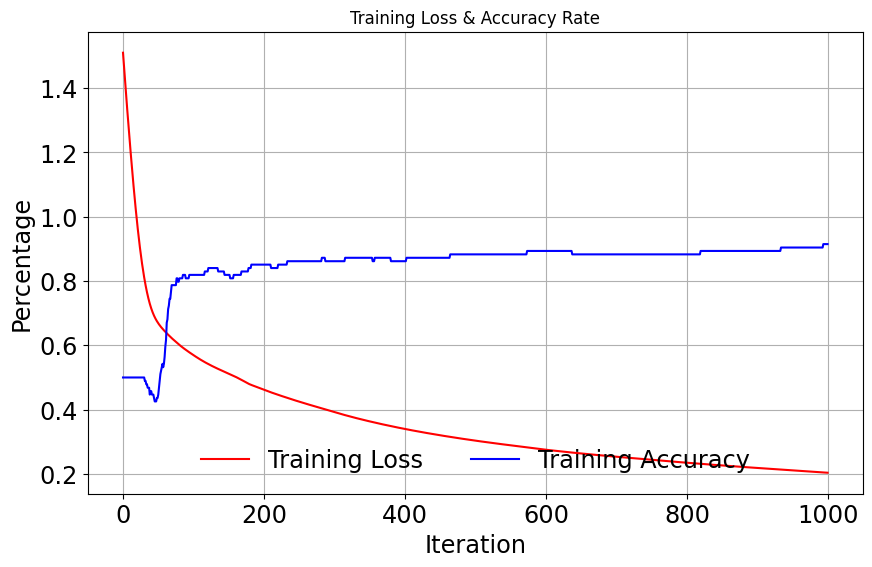 Training Loss & Accuracy Rate
Percentage
1.4
1.2
1.0
0.8
0.6
0.4
0.2
Training Loss
Training Accuracy
0 200 400 600 800 1000
Iteration